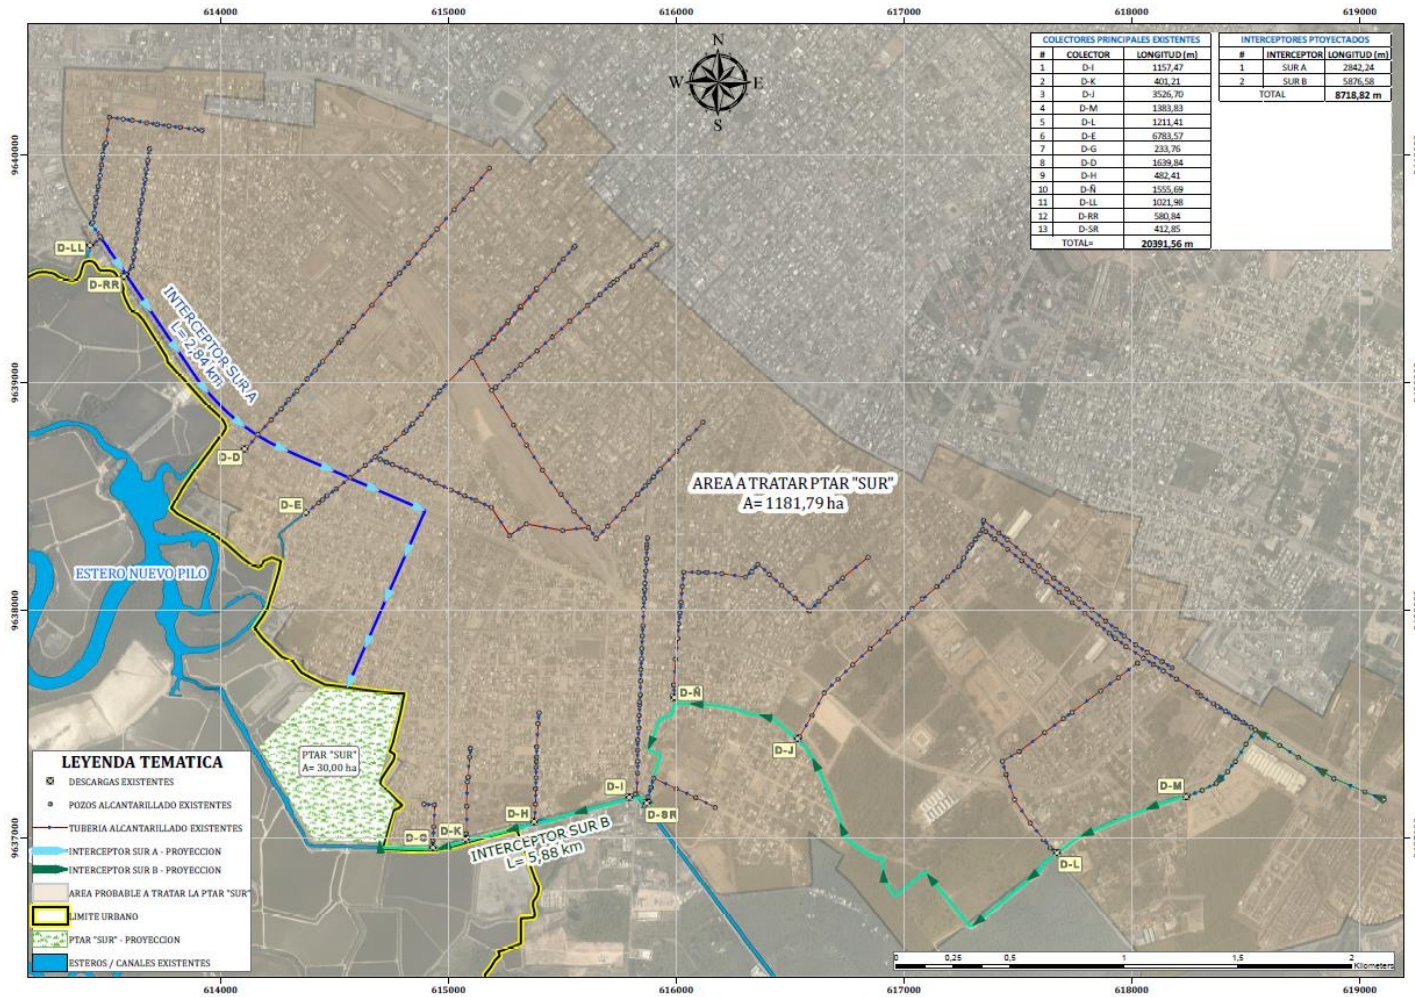 614000 615000 616000 617000 618000 619000
9640000
9639000
9638000
9637000
N
W E
S
COLECTORES PRINCIPALES EXISTENTES
# COLECTOR LONGITUD (m)
1 D-I 1157,47
2 D-K 401,21
3 D-J 3526,70
4 D-M 1383,83
5 D-L 1211,41
6 D-E 6783,57
7 D-G 233,76
8 D-D 1639,84
9 D-H 482,41
10 D-Ñ 1555,69
11 D-LL 1021,98
12 D-RR 580,84
13 D-SR 412,85
TOTAL= 20391,56 m
INTERCEPTORES PTOYECTADOS
# INTERCEPTOR LONGITUD (m)
1 SUR A 2842,24
2 SUR B 5876,58
TOTAL 8718,82 m
D-LL
D-RR
INTERCEPTOR SUR A
L= 2,84 km
D-D
D-E
AREA A TRATAR PTAR "SUR"
A= 1181,79 ha
ESTERO NUEVO PILO
D-Ñ
D-J
PTAR "SUR"
A= 30,00 ha
D-I
D-M
D-SR
D-H
D-K
D-G
INTERCEPTOR SUR B
L= 5,88 km
D-L
LEYENDA TEMATICA
DESCARGAS EXISTENTES
POZOS ALCANTARILLADO EXISTENTES
TUBERIA ALCANTARILLADO EXISTENTES
INTERCEPTOR SUR A - PROYECCION
INTERCEPTOR SUR B - PROYECCION
AREA PROBABLE A TRATAR LA PTAR "SUR"
LIMITE URBANO
PTAR "SUR" - PROYECCION
ESTEROS / CANALES EXISTENTES
0 0,25 0,5 1 1,5 2
Kilometers
614000 615000 616000 617000 618000 619000